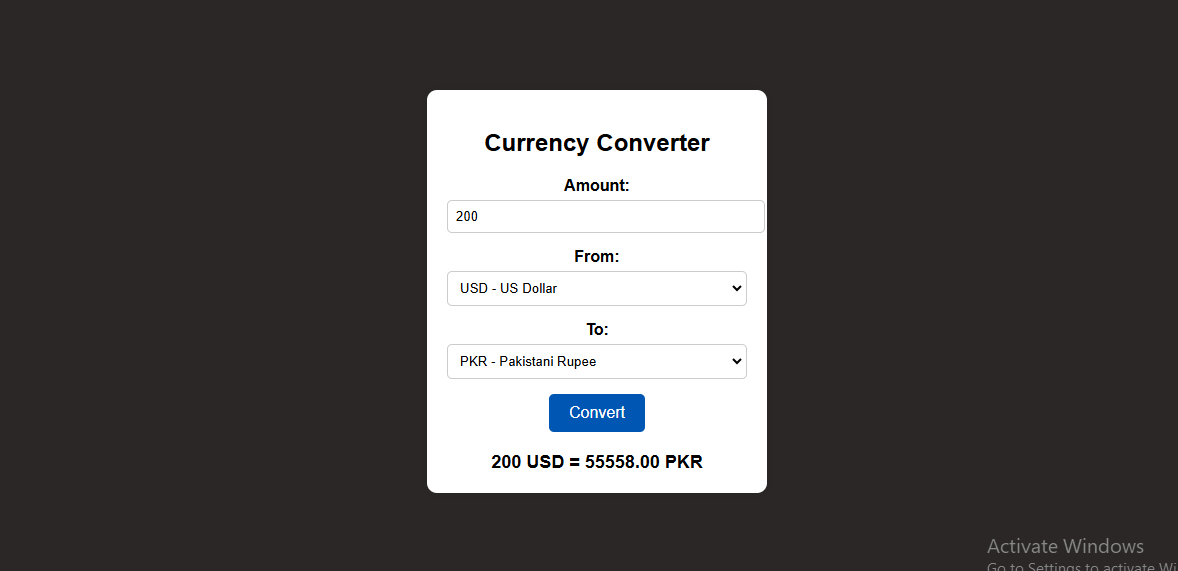 Currency Converter
Amount:
200
From:
USD - US Dollar
To:
PKR - Pakistani Rupee
Convert
200 USD = 55558.00 PKR
Activate Windows
Go to Settings to activate Wi